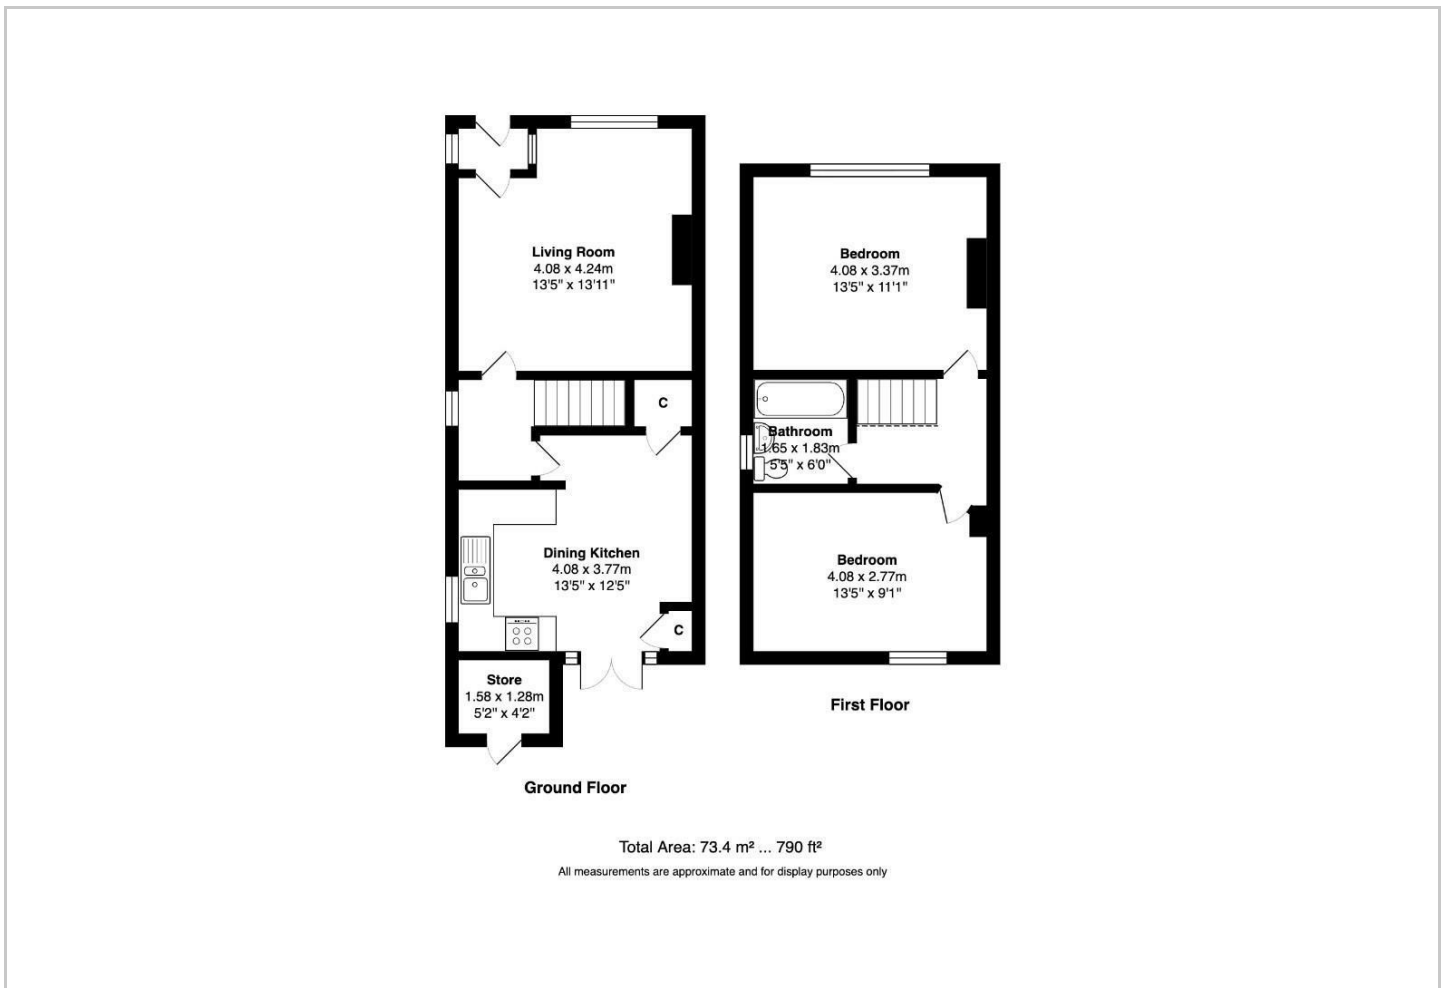 Living Room
4.08 x 4.24m
13'5" x 13'11"
C
Dining Kitchen
4.08 x 3.77m
13'5" x 12'5"
C
Store
1.58 x 1.28m
5'2" x 4'2"
Ground Floor
Bedroom
4.08 x 3.37m
13'5" x 11'1"
Bathroom
1.65 x 1.83m
5'5" x 6'0"
Bedroom
4.08 x 2.77m
13'5" x 9'1"
First Floor
Total Area: 73.4 m² ... 790 ft²
All measurements are approximate and for display purposes only